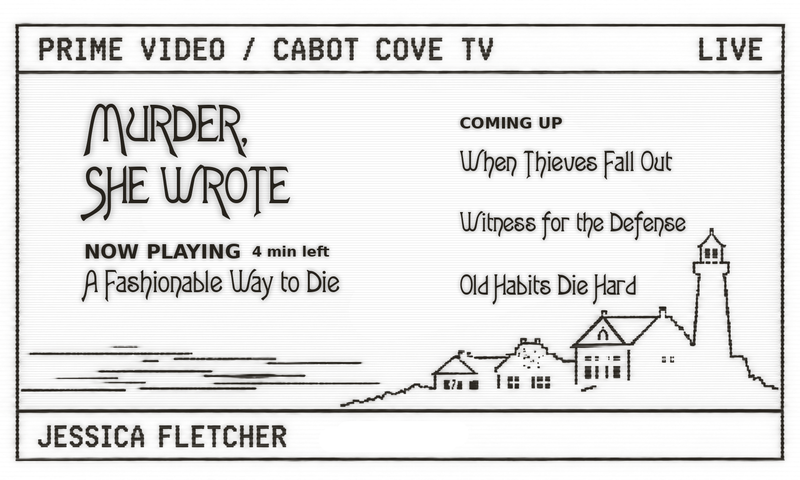 PRIME VIDEO / CABOT COVE TV LIVE
MURDER,
SHE WROTE
NOW PLAYING 4 min left
A Fashionable Way to Die
COMING UP
When Thieves Fall Out
Witness for the Defense
Old Habits Die Hard
JESSICA FLETCHER